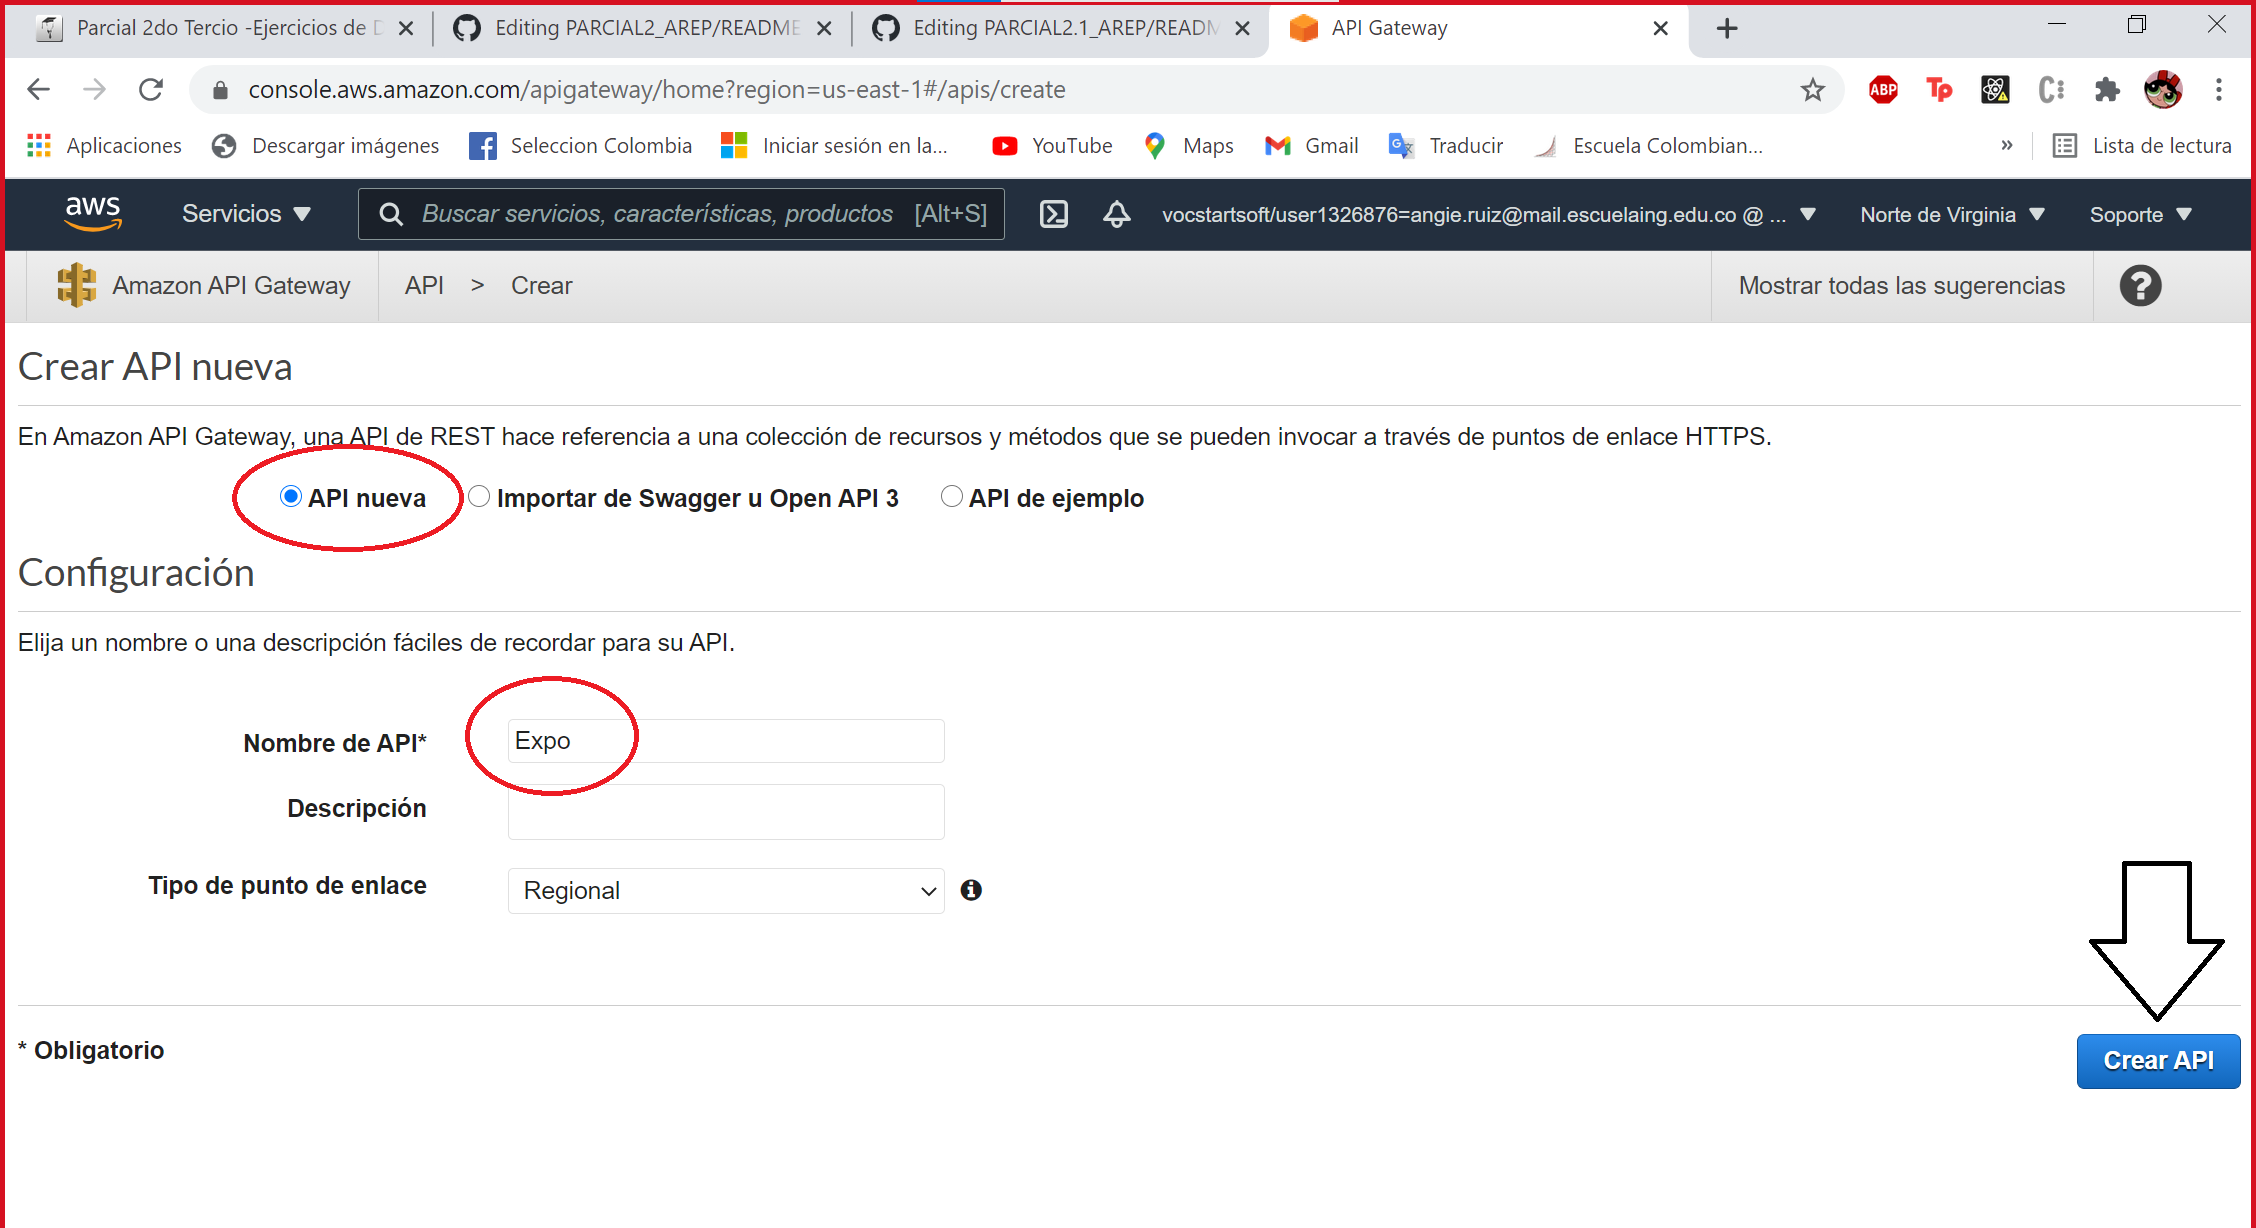 Parcial 2do Tercio -Ejercicios de D
Editing PARCIAL2_AREP/README
Editing PARCIAL2.1_AREP/READM
API Gateway
console.aws.amazon.com/apigateway/home?region=us-east-1#/apis/create
ABP
Tp
Aplicaciones
Descargar imágenes
Seleccion Colombia
Iniciar sesión en la...
YouTube
Maps
Gmail
Traducir
Escuela Colombian...
»
Lista de lectura
aws
Servicios
Buscar servicios, características, productos [Alt+S]
vocstartsoft/user1326876=angie.ruiz@mail.escuelaing.edu.co @ ...
Norte de Virginia
Soporte
Amazon API Gateway
API > Crear
Mostrar todas las sugerencias
?
Crear API nueva
En Amazon API Gateway, una API de REST hace referencia a una colección de recursos y métodos que se pueden invocar a través de puntos de enlace HTTPS.
API nueva
Importar de Swagger u Open API 3
API de ejemplo
Configuración
Elija un nombre o una descripción fáciles de recordar para su API.
Nombre de API*
Expo
Descripción
Tipo de punto de enlace
Regional
* Obligatorio
Crear API